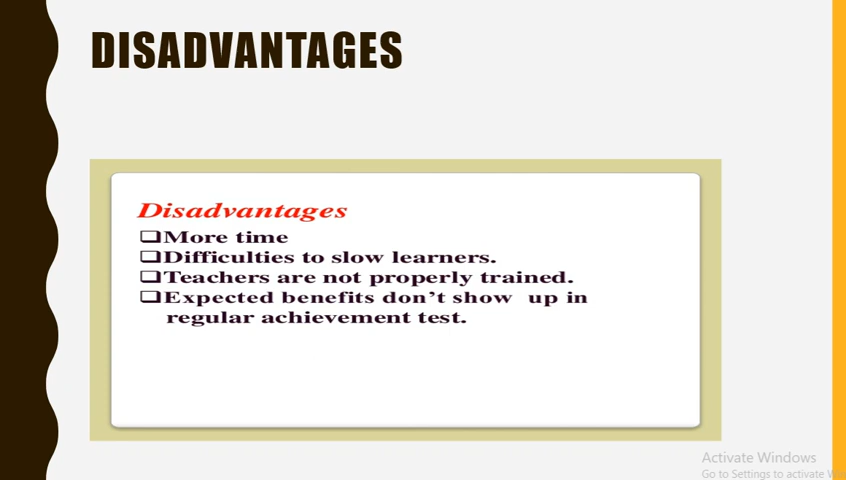 DISADVANTAGES
Disadvantages
❑More time
❑Difficulties to slow learners.
❑Teachers are not properly trained.
❑Expected benefits don't show up in
regular achievement test.
Activate Windows
Go to Settings to activate